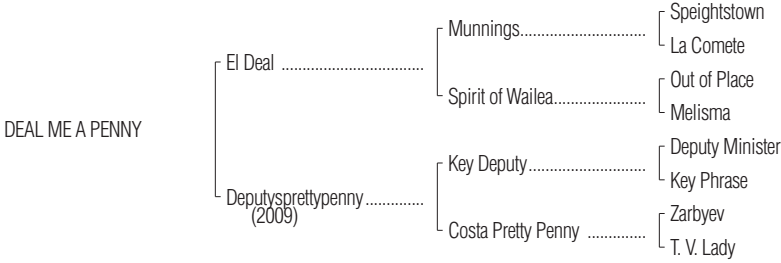 Speightstown
Munnings..............................
La Comete
El Deal ..................................
Out of Place
Spirit of Wailea......................
Melisma
DEAL ME A PENNY
Deputy Minister
Key Deputy............................
Key Phrase
Deputysprettypenny..............
(2009)
Zarbyev
Costa Pretty Penny ..............
T. V. Lady